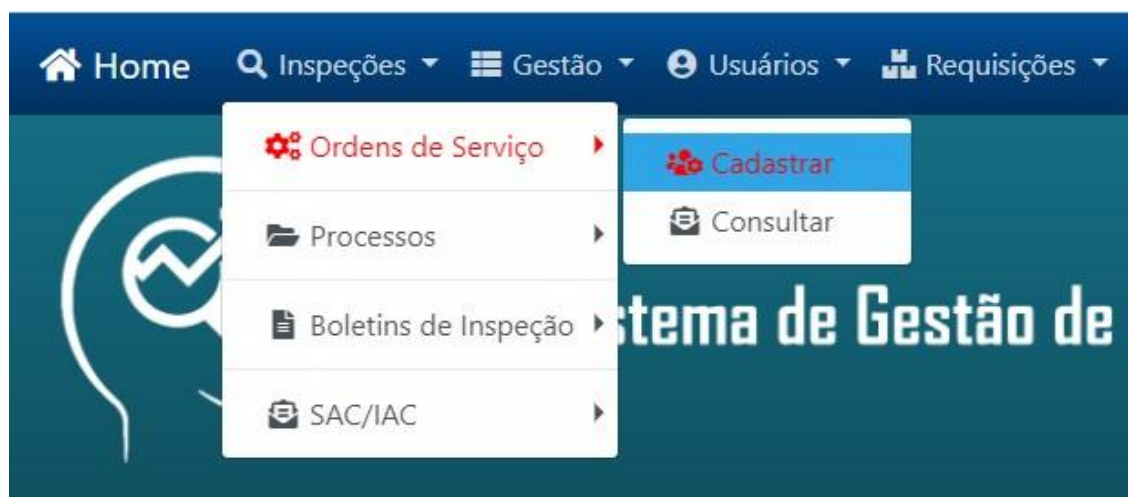 Home Inspeções Gestão Usuários Requisições
Ordens de Serviço
Cadastrar
Consultar
Processos
Boletins de Inspeção
SAC/IAC
stema de Gestão de